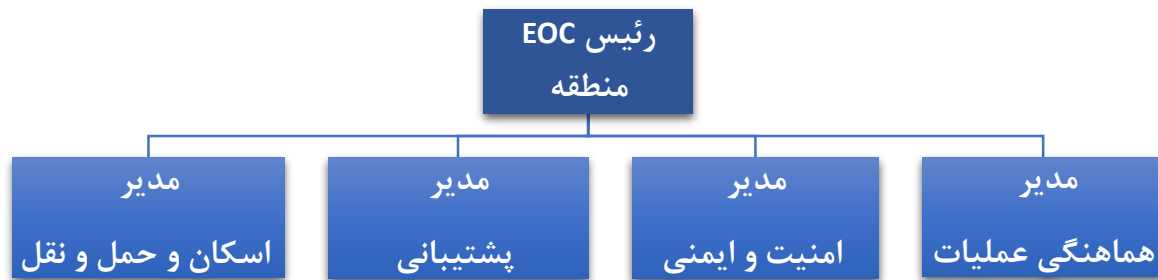 رئیس EOC
منطقه
مدیر
هماهنگی عملیات
مدیر
امنیت و ایمنی
مدیر
پشتیبانی
مدیر
اسکان و حمل و نقل